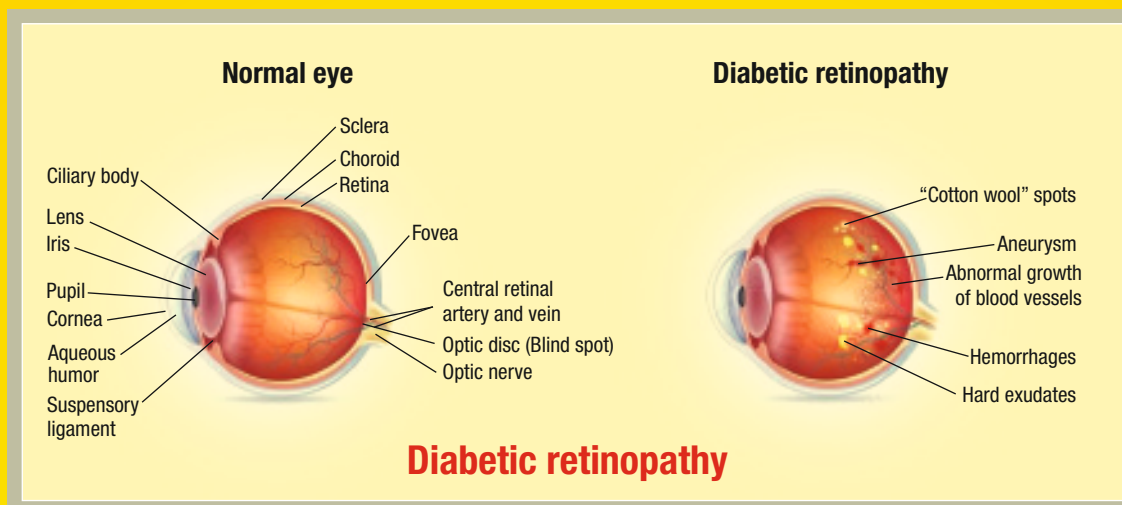 Normal eye
Sclera
Choroid
Retina
Ciliary body
Lens
Iris
Pupil
Cornea
Aqueous
humor
Suspensory
ligament
Fovea
Central retinal
artery and vein
Optic disc (Blind spot)
Optic nerve
Diabetic retinopathy
“Cotton wool” spots
Aneurysm
Abnormal growth
of blood vessels
Hemorrhages
Hard exudates
Diabetic retinopathy